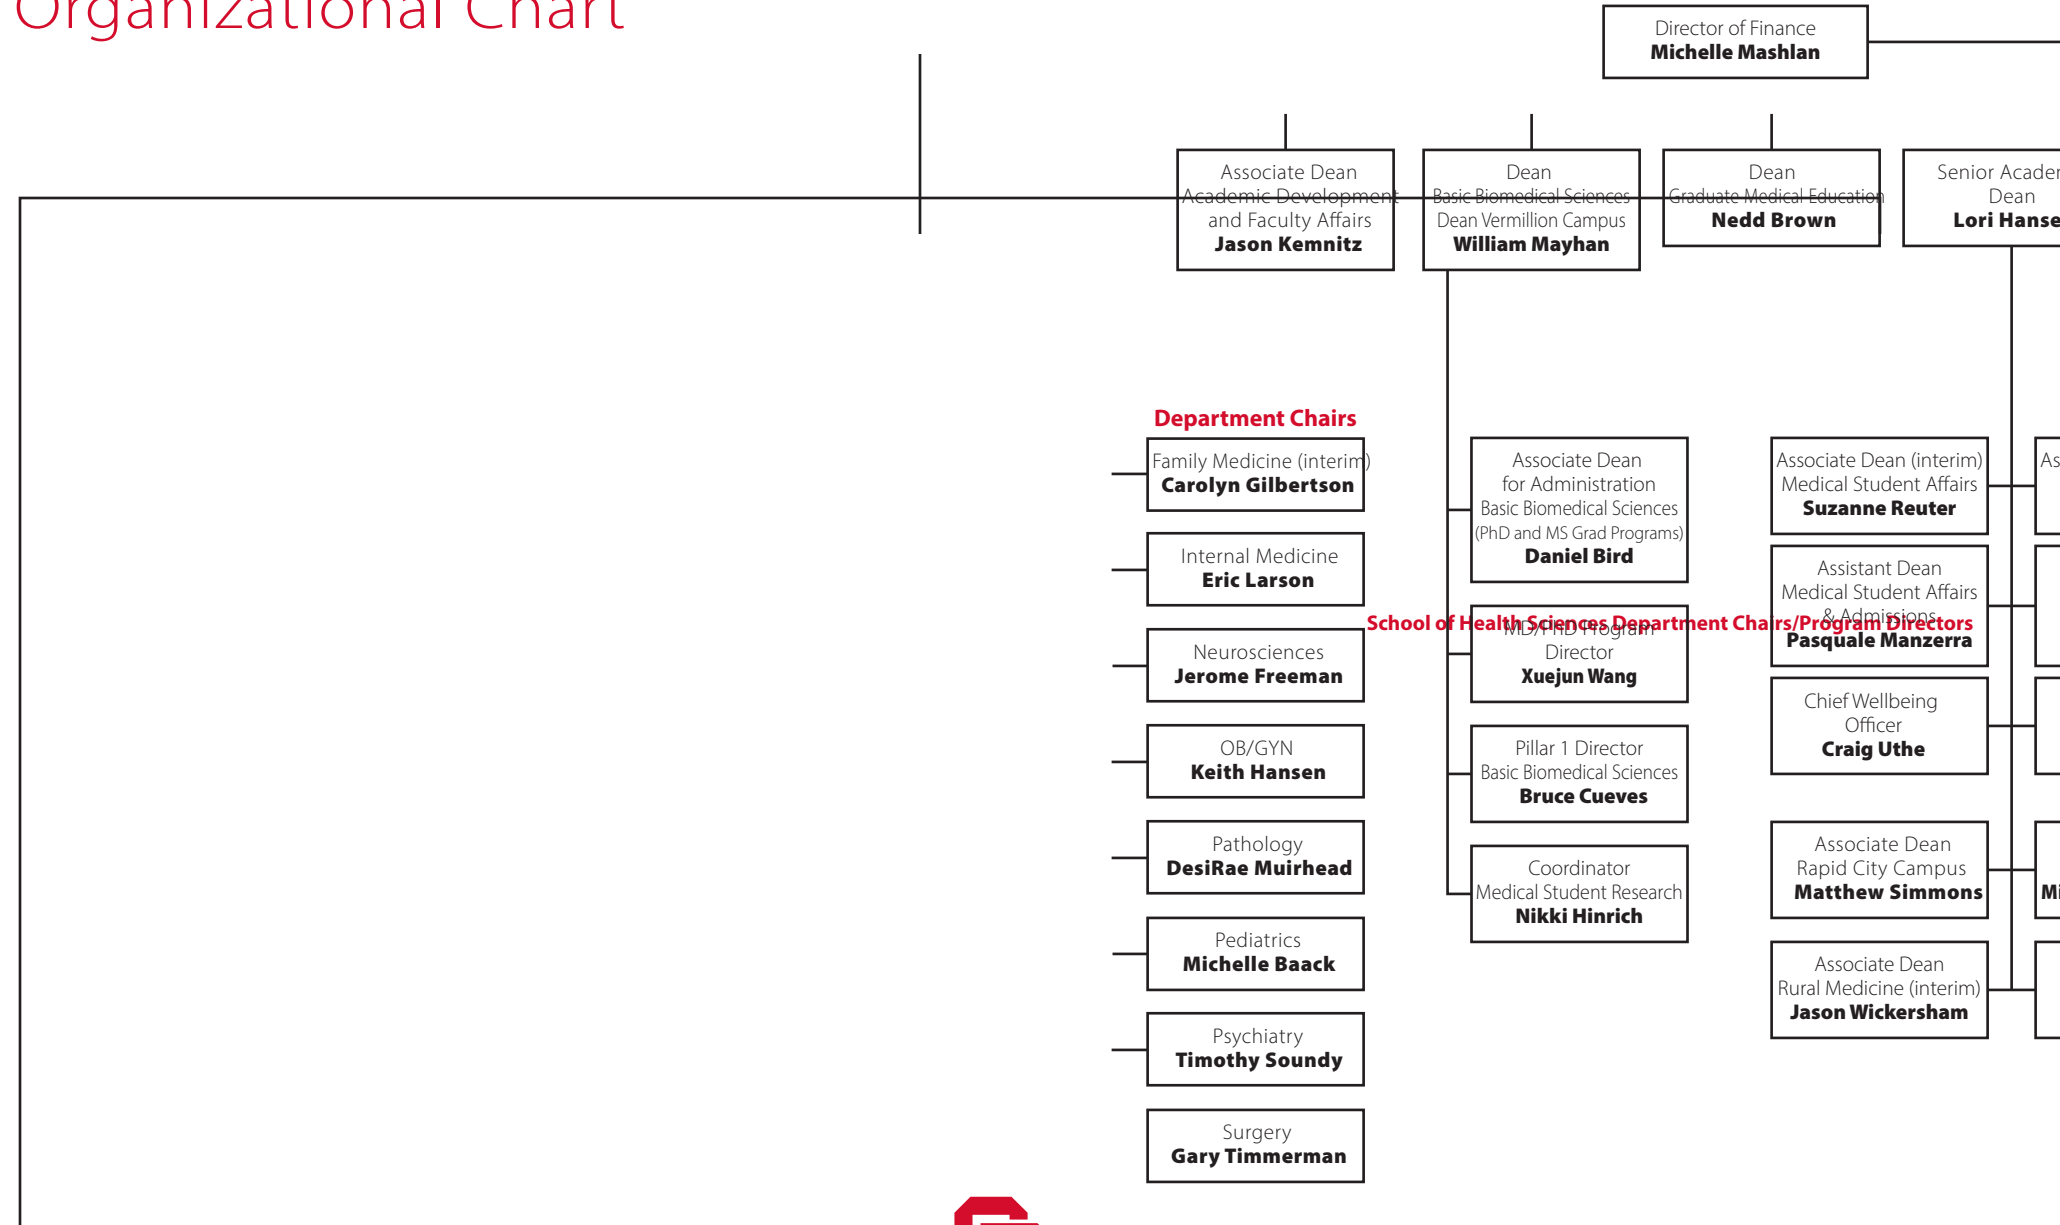 Organizational Chart
Director of Finance
Michelle Mashlan
Associate Dean
Academic Development
and Faculty Affairs
Jason Kemnitz
Dean
Basic Biomedical Sciences
Dean Vermillion Campus
William Mayhan
Dean
Graduate Medical Education
Nedd Brown
Senior Acader
Dean
Lori Hanse
Department Chairs
Family Medicine (interim)
Carolyn Gilbertson
Internal Medicine
Eric Larson
Neurosciences
Jerome Freeman
OB/GYN
Keith Hansen
Pathology
DesiRae Muirhead
Pediatrics
Michelle Baack
Psychiatry
Timothy Soundy
Surgery
Gary Timmerman
Associate Dean
for Administration
Basic Biomedical Sciences
(PhD and MS Grad Programs)
Daniel Bird
School of Health Sciences Department Chairs/Program Directors
MD/PhD Program
Director
Xuejun Wang
Pillar 1 Director
Basic Biomedical Sciences
Bruce Cueves
Coordinator
Medical Student Research
Nikki Hinrich
Associate Dean (interim)
Medical Student Affairs
Suzanne Reuter
Assistant Dean
Medical Student Affairs
& Admissions
Pasquale Manzerra
Chief Wellbeing
Officer
Craig Uthe
Associate Dean
Rapid City Campus
Matthew Simmons
Associate Dean
Rural Medicine (interim)
Jason Wickersham
As
Mi